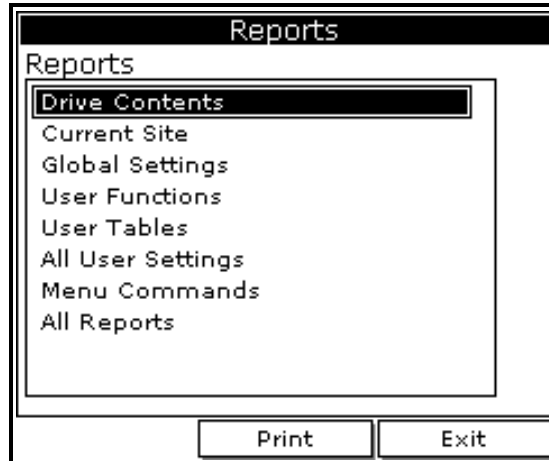 Reports
Reports
Drive Contents
Current Site
Global Settings
User Functions
User Tables
All User Settings
Menu Commands
All Reports
Print Exit